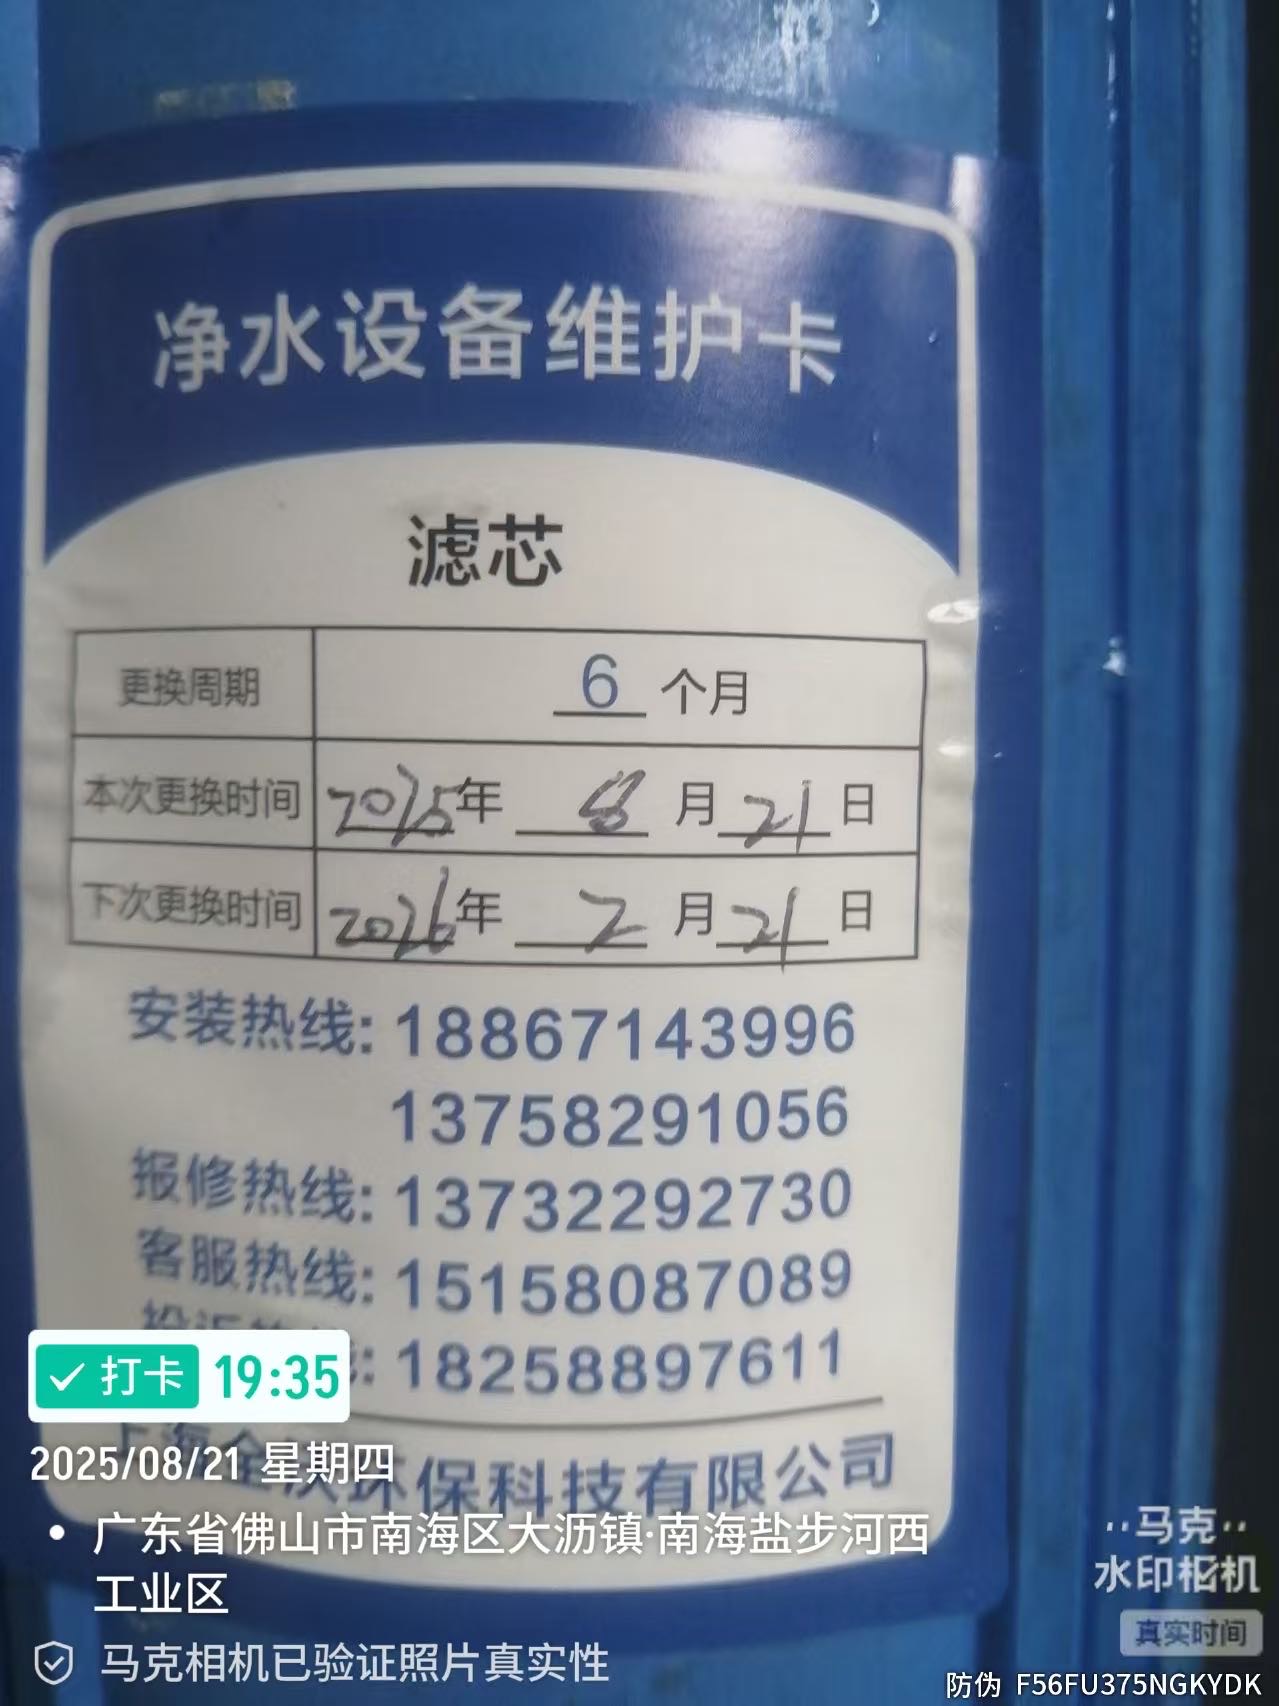 净水设备维护卡
滤芯
更换周期 6 个月
本次更换时间 2025年 8 月 21 日
下次更换时间 2026年 2 月 21 日
安装热线: 18867143996
13758291056
报修热线: 13732292730
客服热线: 15158087089
投诉热线: 18258897611
打卡 19:35
上海 环保科技有限公司
2025/08/21 星期四
广东省佛山市南海区大沥镇·南海盐步河西
工业区
马克相机已验证照片真实性
马克
水印相机
真实时间
防伪 F56FU375NGKYDK